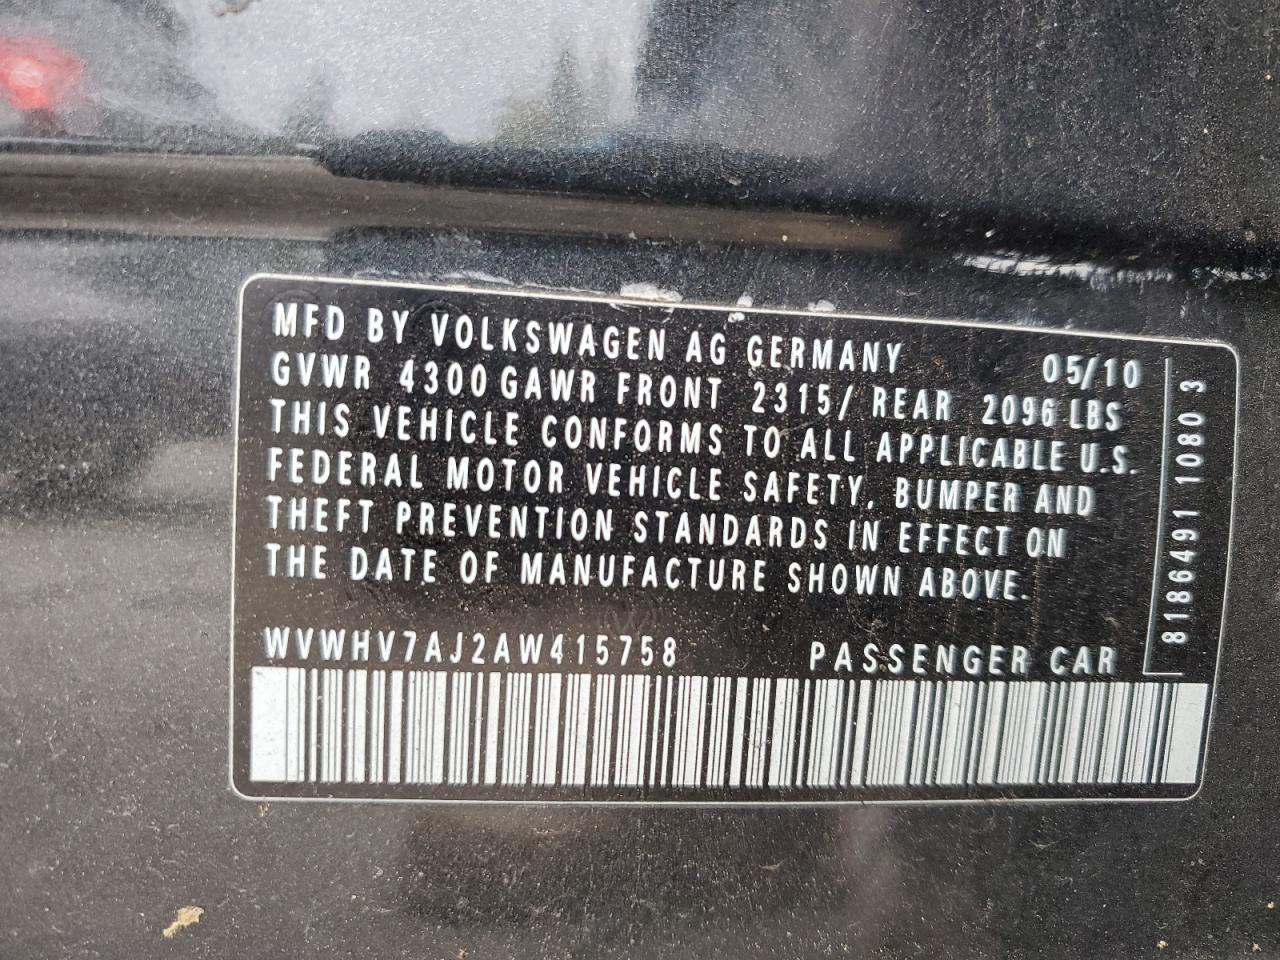 MFD BY VOLKSWAGEN AG GERMANY 05/10
GVWR 4300 GAWR FRONT 2315/ REAR 2096 LBS
THIS VEHICLE CONFORMS TO ALL APPLICABLE U.S.
FEDERAL MOTOR VEHICLE SAFETY, BUMPER AND
THEFT PREVENTION STANDARDS IN EFFECT ON
THE DATE OF MANUFACTURE SHOWN ABOVE.
WVWHV7AJ2AW415758 PASSENGER CAR
8186491 1080 3